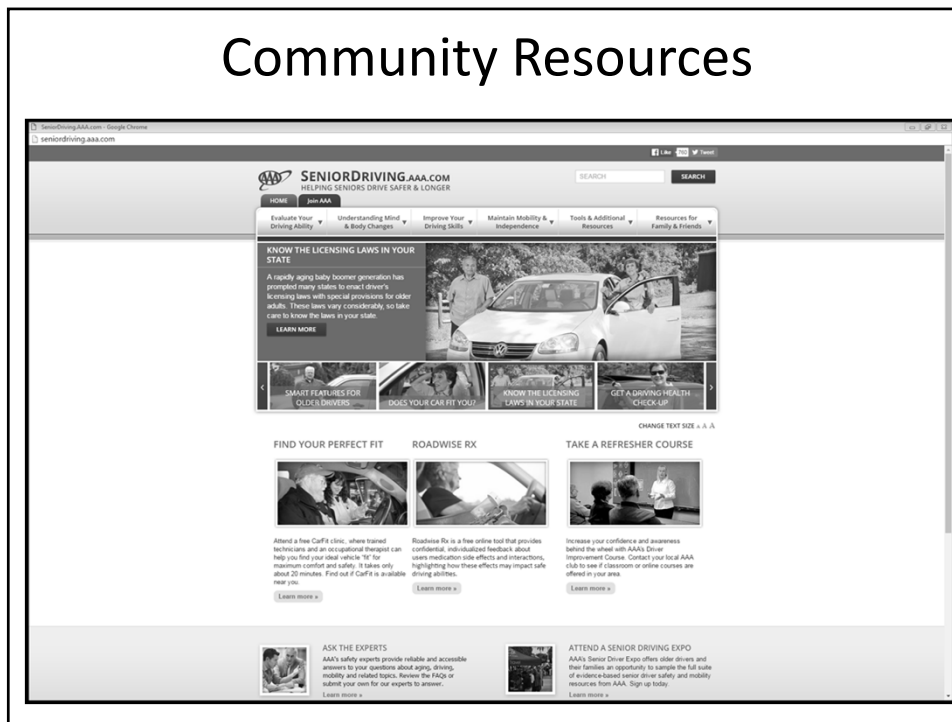 Community Resources
SeniorDriving.AAA.com - Google Chrome
seniordriving.aaa.com
Like 763 Tweet
AAA
SENIORDRIVING.AAA.COM
HELPING SENIORS DRIVE SAFER & LONGER
SEARCH SEARCH
HOME Join AAA
Evaluate Your Driving Ability
Understanding Mind & Body Changes
Improve Your Driving Skills
Maintain Mobility & Independence
Tools & Additional Resources
Resources for Family & Friends
KNOW THE LICENSING LAWS IN YOUR
STATE
A rapidly aging baby boomer generation has
prompted many states to enact driver's
licensing laws with special provisions for older
adults. These laws vary considerably, so take
care to know the laws in your state.
LEARN MORE
SMART FEATURES FOR
OLDER DRIVERS
DOES YOUR CAR FIT YOU?
KNOW THE LICENSING
LAWS IN YOUR STATE
GET A DRIVING HEALTH
CHECK-UP
CHANGE TEXT SIZE A A A
FIND YOUR PERFECT FIT
Attend a free CarFit clinic, where trained
technicians and an occupational therapist can
help you find your ideal vehicle "fit" for
maximum comfort and safety. It takes only
about 20 minutes. Find out if CarFit is available
near you.
Learn more »
ROADWISE RX
Roadwise Rx is a free online tool that provides
confidential, individualized feedback about
users medication side effects and interactions,
highlighting how these effects may impact safe
driving abilities.
Learn more »
TAKE A REFRESHER COURSE
Increase your confidence and awareness
behind the wheel with AAA's Driver
Improvement Course. Contact your local AAA
club to see if classroom or online courses are
offered in your area.
Learn more »
ASK THE EXPERTS
AAA's safety experts provide reliable and accessible
answers to your questions about aging, driving,
mobility and related topics. Review the FAQs or
submit your own for our experts to answer.
Learn more »
ATTEND A SENIOR DRIVING EXPO
AAA's Senior Driver Expo offers older drivers and
their families an opportunity to sample the full suite
of evidence-based senior driver safety and mobility
resources from AAA. Sign up today.
Learn more »